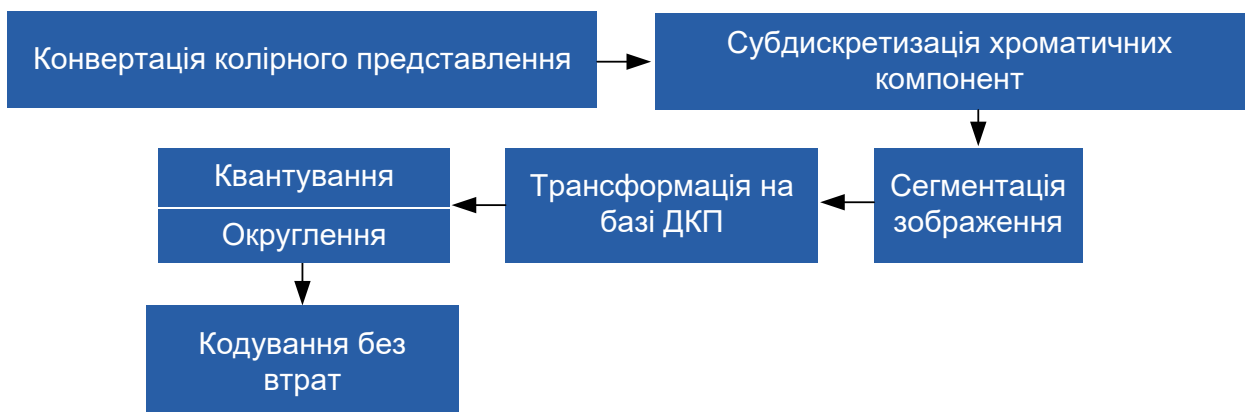 Конвертація колірного представлення
Субдискретизація хроматичних
компонент
Сегментація
зображення
Трансформація на
базі ДКП
Квантування
Округлення
Кодування без
втрат